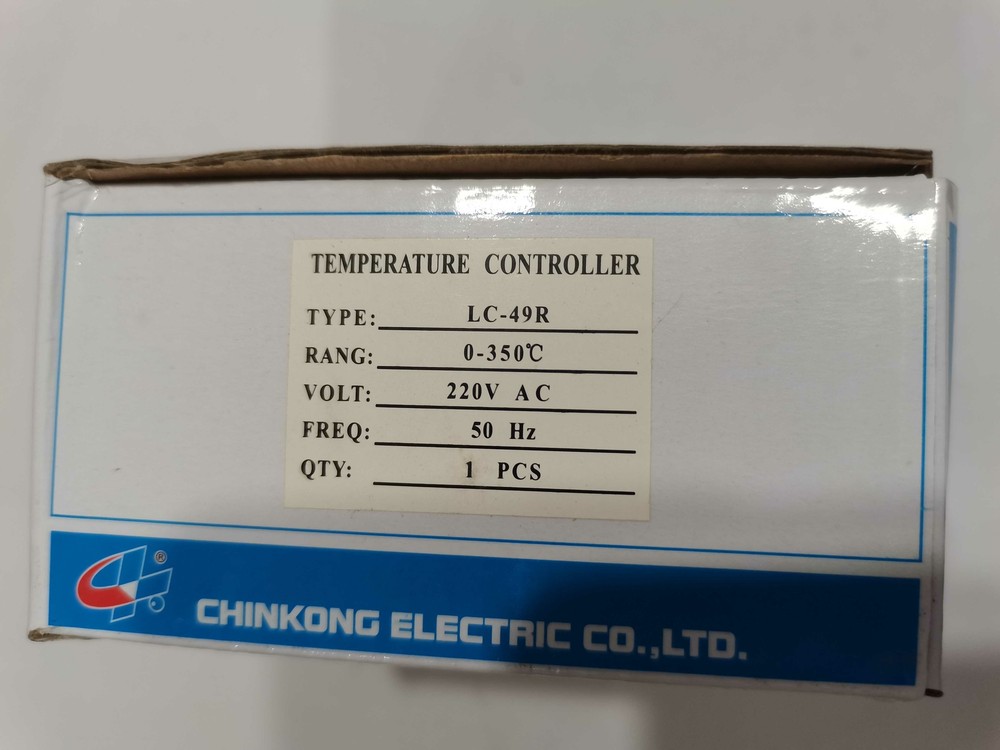 TEMPERATURE CONTROLLER
TYPE: LC-49R
RANG: 0-350℃
VOLT: 220V AC
FREQ: 50 Hz
QTY: 1 PCS
®
CHINKONG ELECTRIC CO.,LTD.